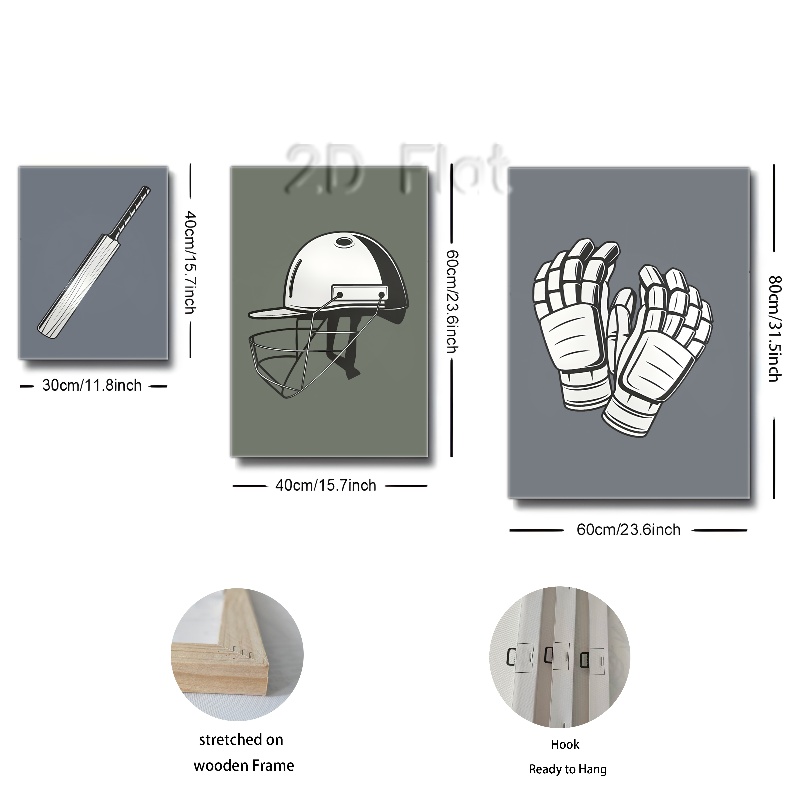 2D Flat
40cm/15.7inch
30cm/11.8inch
60cm/23.6inch
40cm/15.7inch
80cm/31.5inch
60cm/23.6inch
stretched on
wooden Frame
Hook
Ready to Hang